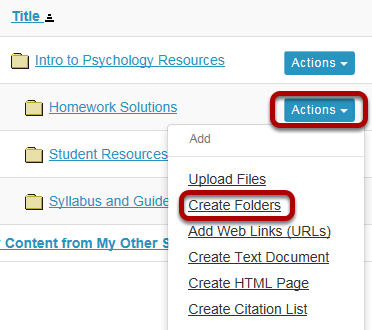 Title
Intro to Psychology Resources Actions
Homework Solutions Actions
Add
Student Resources
Upload Files
Create Folders
Syllabus and Guide
Add Web Links (URLs)
Content from My Other S
Create Text Document
Create HTML Page
Create Citation List